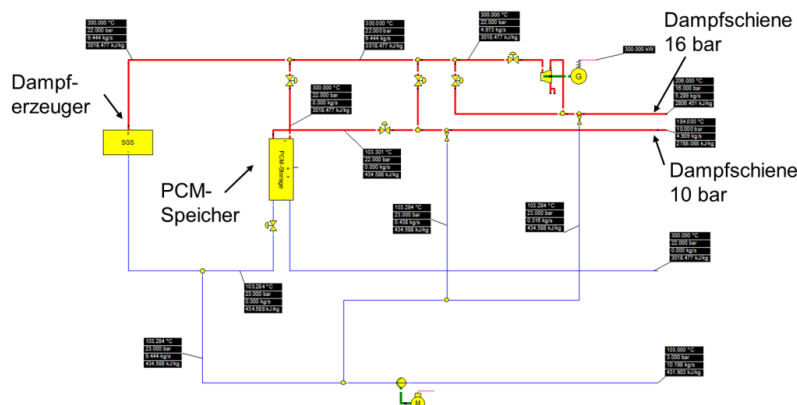 300.000 °C
22.000 bar
9.444 kg/s
3018.477 kJ/kg
300.000 °C
22.000 bar
9.444 kg/s
3018.477 kJ/kg
300.000 °C
22.000 bar
4.973 kg/s
3018.477 kJ/kg
300.000 kW
Dampfschiene
16 bar
Dampf-
erzeuger
SGS
300.000 °C
22.000 bar
0.000 kg/s
3018.477 kJ/kg
G
16.000 bar
5.289 kg/s
2806.451 kJ/kg
184.000 °C
10.000 bar
4.909 kg/s
2788.088 kJ/kg
PCM-Storage
103.301 °C
22.000 bar
0.000 kg/s
434.588 kJ/kg
PCM-
Speicher
Dampfschiene
10 bar
103.284 °C
23.000 bar
0.438 kg/s
434.588 kJ/kg
103.284 °C
23.000 bar
0.316 kg/s
434.588 kJ/kg
300.000 °C
22.000 bar
0.000 kg/s
3018.477 kJ/kg
103.284 °C
23.000 bar
0.000 kg/s
434.588 kJ/kg
103.284 °C
23.000 bar
9.444 kg/s
434.588 kJ/kg
103.000 °C
3.000 bar
10.198 kg/s
431.903 kJ/kg
M